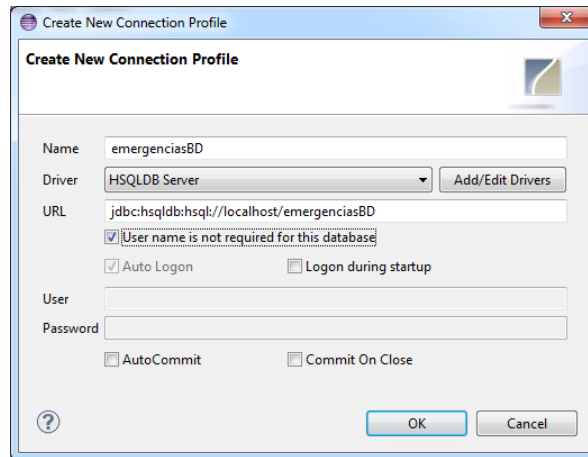 Create New Connection Profile
Create New Connection Profile
Name emergenciasBD
Driver HSQLDB Server Add/Edit Drivers
URL jdbc:hsqldb:hsql://localhost/emergenciasBD
User name is not required for this database
Auto Logon Logon during startup
User
Password
AutoCommit Commit On Close
? OK Cancel